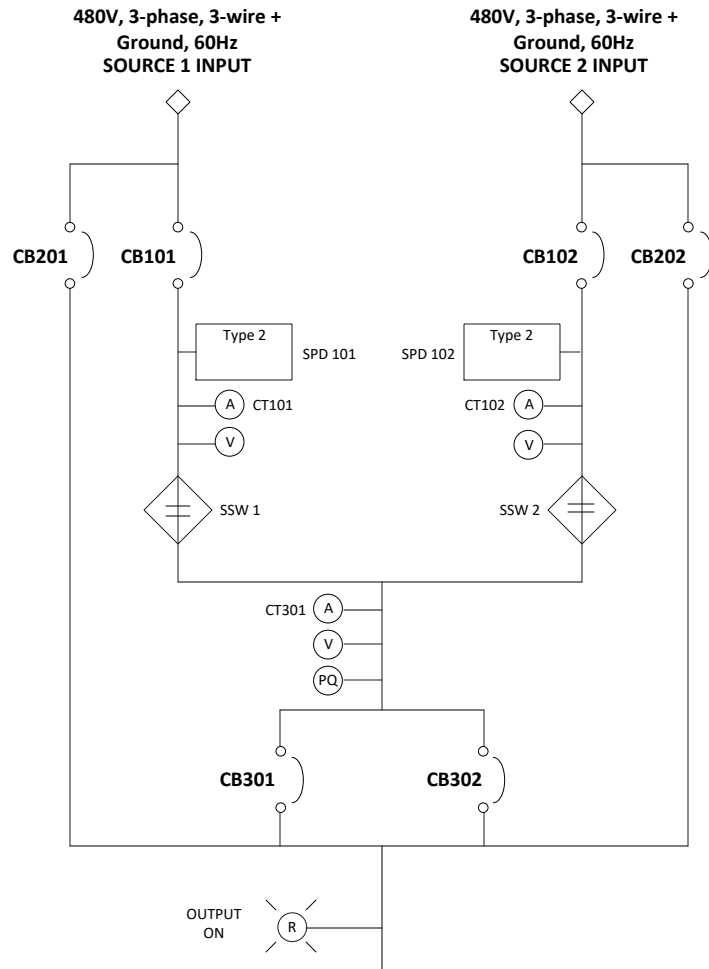 480V, 3-phase, 3-wire +
Ground, 60Hz
SOURCE 1 INPUT
480V, 3-phase, 3-wire +
Ground, 60Hz
SOURCE 2 INPUT
CB201
CB101
CB102
CB202
Type 2
SPD 101
SPD 102
Type 2
A
CT101
CT102
A
V
V
SSW 1
SSW 2
CT301
A
V
PQ
CB301
CB302
OUTPUT
ON
R